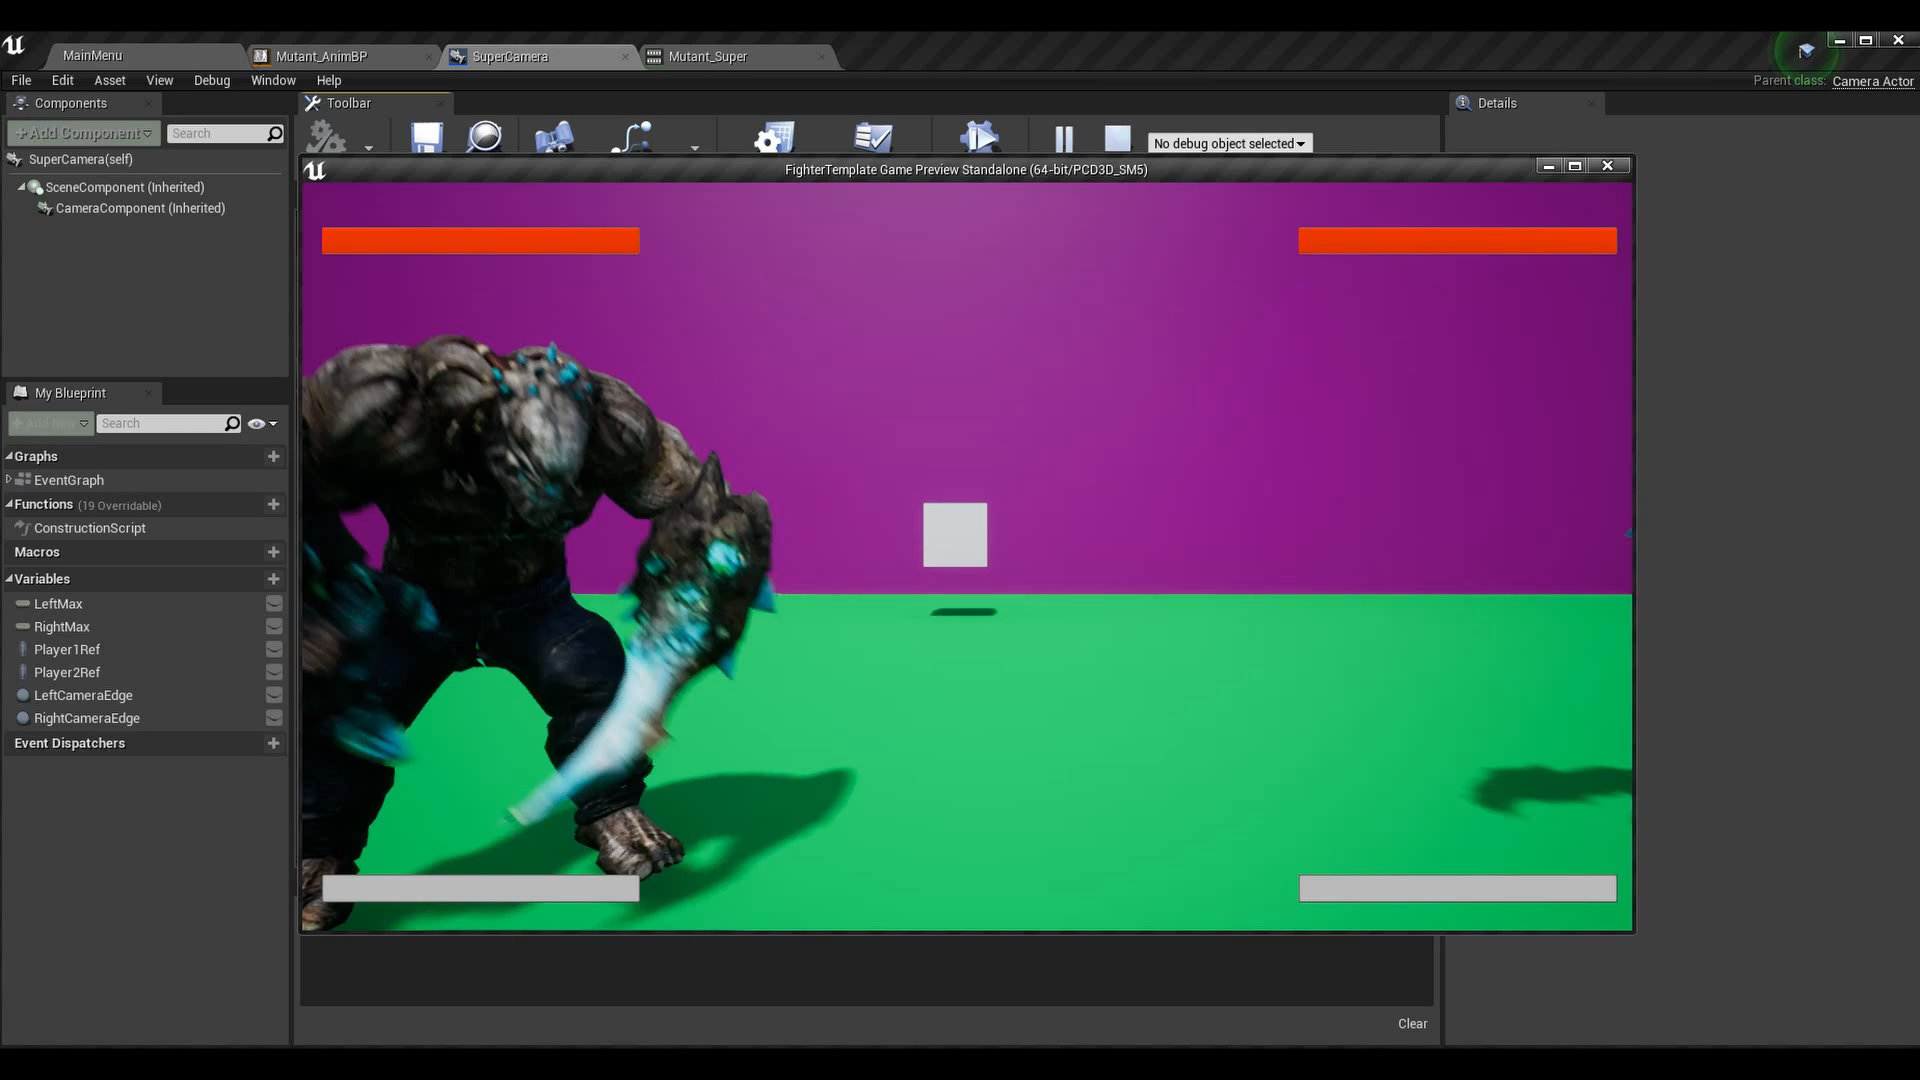 MainMenu
Mutant_AnimBP
SuperCamera
Mutant_Super
File Edit Asset View Debug Window Help
Parent class: Camera Actor
Components
Toolbar
Details
+Add Component
Search
No debug object selected
SuperCamera(self)
FighterTemplate Game Preview Standalone (64-bit/PCD3D_SM5)
SceneComponent (Inherited)
CameraComponent (Inherited)
My Blueprint
+ Add New
Search
Graphs
EventGraph
Functions (19 Overridable)
ConstructionScript
Macros
Variables
LeftMax
RightMax
Player1Ref
Player2Ref
LeftCameraEdge
RightCameraEdge
Event Dispatchers
Clear